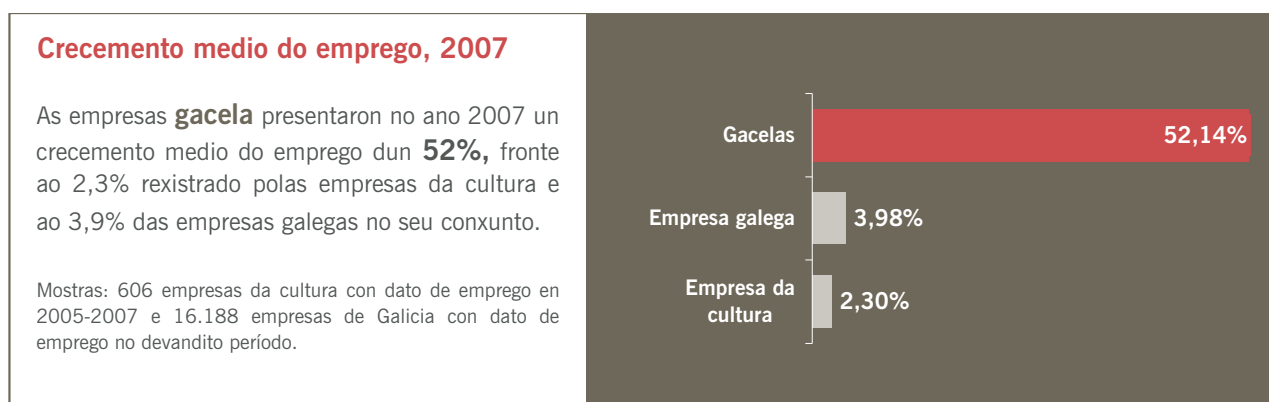 Crecemento medio do emprego, 2007
As empresas gacela presentaron no ano 2007 un
crecemento medio do emprego dun 52%, fronte
ao 2,3% rexistrado polas empresas da cultura e
ao 3,9% das empresas galegas no seu conxunto.
Mostras: 606 empresas da cultura con dato de emprego en
2005-2007 e 16.188 empresas de Galicia con dato de
emprego no devandito período.
Gacelas
52,14%
Empresa galega
3,98%
Empresa da
cultura
2,30%